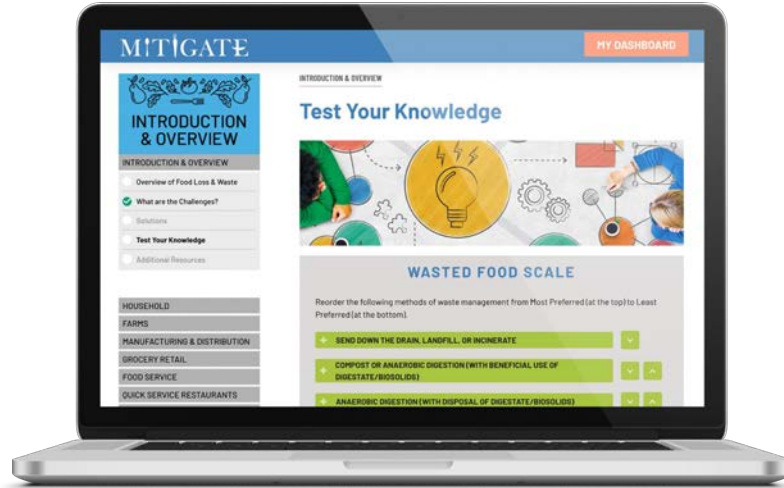 MITIGATE
MY DASHBOARD
INTRODUCTION
& OVERVIEW
INTRODUCTION & OVERVIEW
Overview of Food Loss & Waste
What are the Challenges?
Solutions
Test Your Knowledge
Additional Resources
HOUSEHOLD
FARMS
MANUFACTURING & DISTRIBUTION
GROCERY RETAIL
FOOD SERVICE
QUICK SERVICE RESTAURANTS
INTRODUCTION & OVERVIEW
Test Your Knowledge
WASTED FOOD SCALE
Reorder the following methods of waste management from Most Preferred (at the top) to Least
Preferred (at the bottom).
SEND DOWN THE DRAIN, LANDFILL, OR INCINERATE
COMPOST OR ANAEROBIC DIGESTION (WITH BENEFICIAL USE OF
DIGESTATE/BIOSOLIDS)
ANAEROBIC DIGESTION (WITH DISPOSAL OF DIGESTATE/BIOSOLIDS)